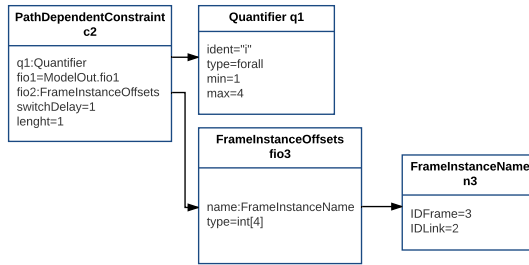 PathDependentConstraint
c2
q1:Quantifier
fio1=ModelOut.fio1
fio2:FrameInstanceOffsets
switchDelay=1
lenght=1
Quantifier q1
ident="i"
type=forall
min=1
max=4
FrameInstanceOffsets
fio3
name:FrameInstanceName
type=int[4]
FrameInstanceName
n3
IDFrame=3
IDLink=2